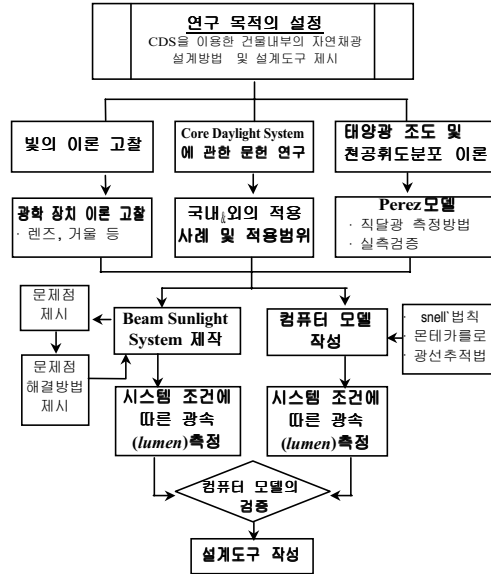 연구 목적의 설정
CDS을 이용한 건물내부의 자연채광
설계방법 및 설계도구 제시
빛의 이론 고찰
Core Daylight System
에 관한 문헌 연구
태양광 조도 및
천공휘도분포 이론
광학 장치 이론 고찰
· 렌즈, 거울 등
국내&외의 적용
사례 및 적용범위
Perez 모델
· 직달광 측정방법
· 실측검증
문제점
제시
문제점
해결방법
제시
Beam Sunlight
System 제작
컴퓨터 모델
작성
· snell`법칙
· 몬테카를로
· 광선추적법
시스템 조건에
따른 광속
(lumen)측정
시스템 조건에
따른 광속
(lumen)측정
컴퓨터 모델의
검증
설계도구 작성